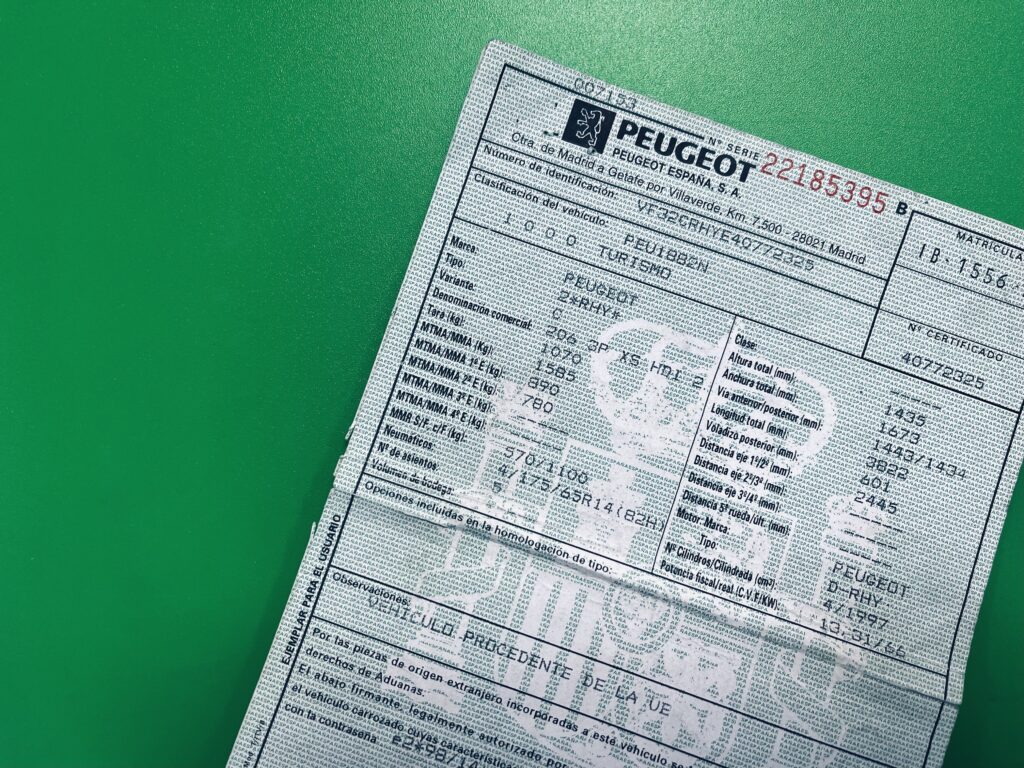 007153
PEUGEOT
Nº SERIE 22185395 B
PEUGEOT ESPAÑA, S. A.
Ctra. de Madrid a Getafe por Villaverde, Km. 7,500 - 28021 Madrid
Número de identificación: VF32CRHYE40772325
Clasificación del vehículo: PEU1882N
1 0 0 0 TURISMO
MATRICULA
IB·1556·
Nº CERTIFICADO
40772325
Marca: PEUGEOT
Tipo: 2*RHY*
Variante: C
Denominación comercial: 206 3P XS HDI 2
Tara (kg): 1070
MTMA/MMA (Kg): 1585
MTMA/MMA 1º E (kg): 890
MTMA/MMA 2º E (kg): 780
MTMA/MMA 3º E (kg): -----
MTMA/MMA 4º E (kg): -----
MMR S/F. c/F (kg): 570/1100
Neumáticos: 4/175/65R14(82H)
Nº de asientos: 5
Volumen de bodega:
Clase: -----
Altura total (mm): 1435
Anchura total (mm): 1673
Vía anterior/posterior (mm): 1443/1434
Longitud total (mm): 3822
Voladizo posterior (mm): 601
Distancia eje 1º/2º (mm): 2445
Distancia eje 2º/3º (mm): -----
Distancia eje 3º/4º (mm): -----
Distancia 5ª rueda/últ. (mm): -----
Motor: Marca: PEUGEOT
Tipo: D-RHY
Nº Cilindros/Cilindrada (cm³): 4/1997
Potencia fiscal/real (C.V.F/KW): 13.31/66
Opciones incluidas en la homologación de tipo:
EJEMPLAR PARA EL USUARIO
Observaciones:
VEHICULO PROCEDENTE DE LA UE
Por las piezas de origen extranjero incorporadas a este vehículo se
derechos de Aduanas.
El abajo firmante, legalmente autorizado por
el vehículo carrozado cuyas característica
con la contraseña e2*98/14